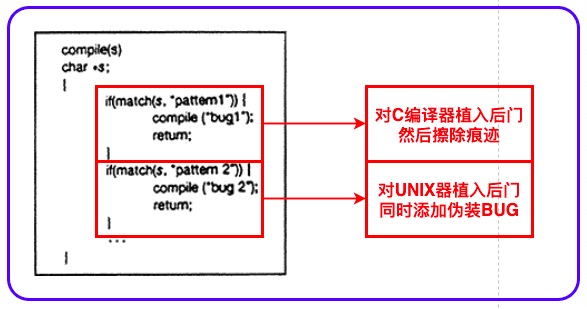 compile(s)
char *s;
{
if(match(s, "pattern1")) {
compile ("bug1");
return;
}
if(match(s, "pattern 2")) {
compile ("bug 2");
return;
}
...
}
对C编译器植入后门
然后擦除痕迹
对UNIX器植入后门
同时添加伪装BUG